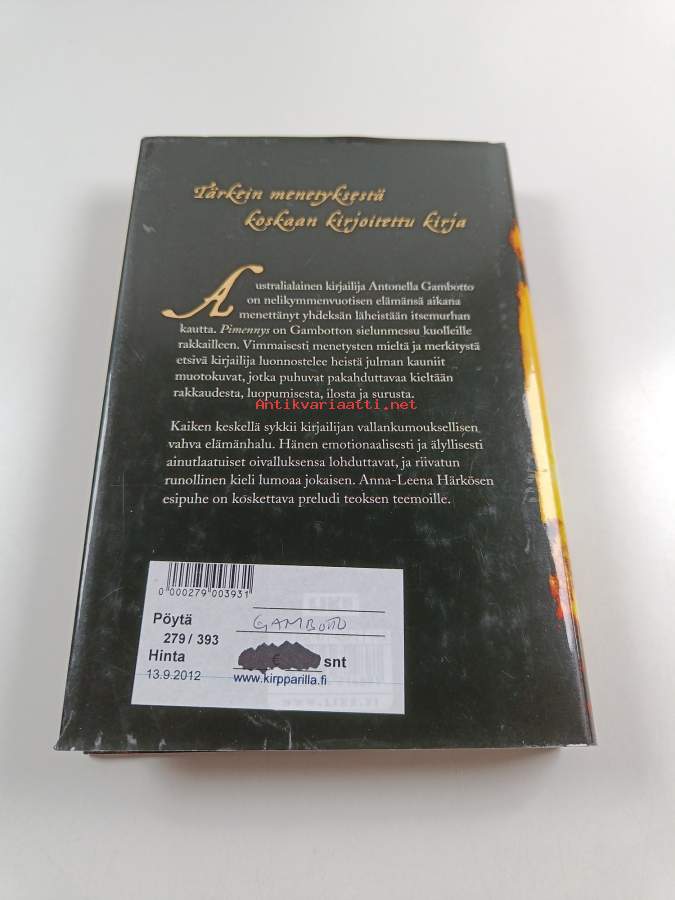 Tärkein menetyksestä
koskaan kirjoitettu kirja
Australialainen kirjailija Antonella Gambotto
on nelikymmenvuotisen elämänsä aikana
menettänyt yhdeksän läheistään itsemurhan
kautta. Pimennys on Gambotton sielunmessu kuolleille
rakkailleen. Vimmaisesti menetysten mieltä ja merkitystä
etsivä kirjailija luonnostelee heistä julman kauniit
muotokuvat, jotka puhuvat pakahduttavaa kieltään
rakkaudesta, luopumisesta, ilosta ja surusta.
Antikvariaatti.net
Kaiken keskellä sykkii kirjailijan vallankumouksellisen
vahva elämänhalu. Hänen emotionaalisesti ja älyllisesti
ainutlaatuiset oivalluksensa lohduttavat, ja riivatun
runollinen kieli lumoaa jokaisen. Anna-Leena Härkösen
esipuhe on koskettava preludi teoksen teemoille.
0 000279 003931
Pöytä
GAMBOTTO
279 / 393
Hinta
€ snt
13.9.2012
www.kirpparilla.fi